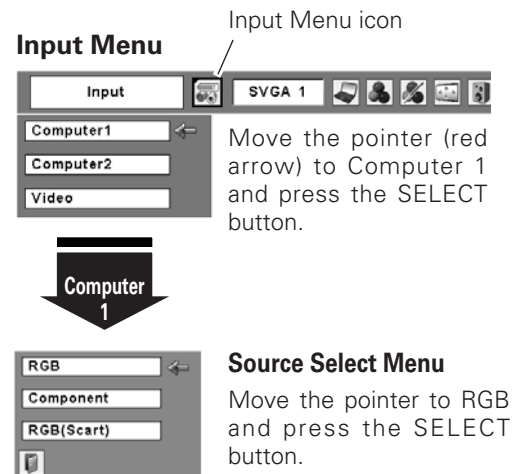 Input Menu icon
Input Menu
Input
SVGA 1
Computer1
Computer2
Video
Move the pointer (red
arrow) to Computer 1
and press the SELECT
button.
Computer
1
RGB
Component
RGB(Scart)
Source Select Menu
Move the pointer to RGB
and press the SELECT
button.